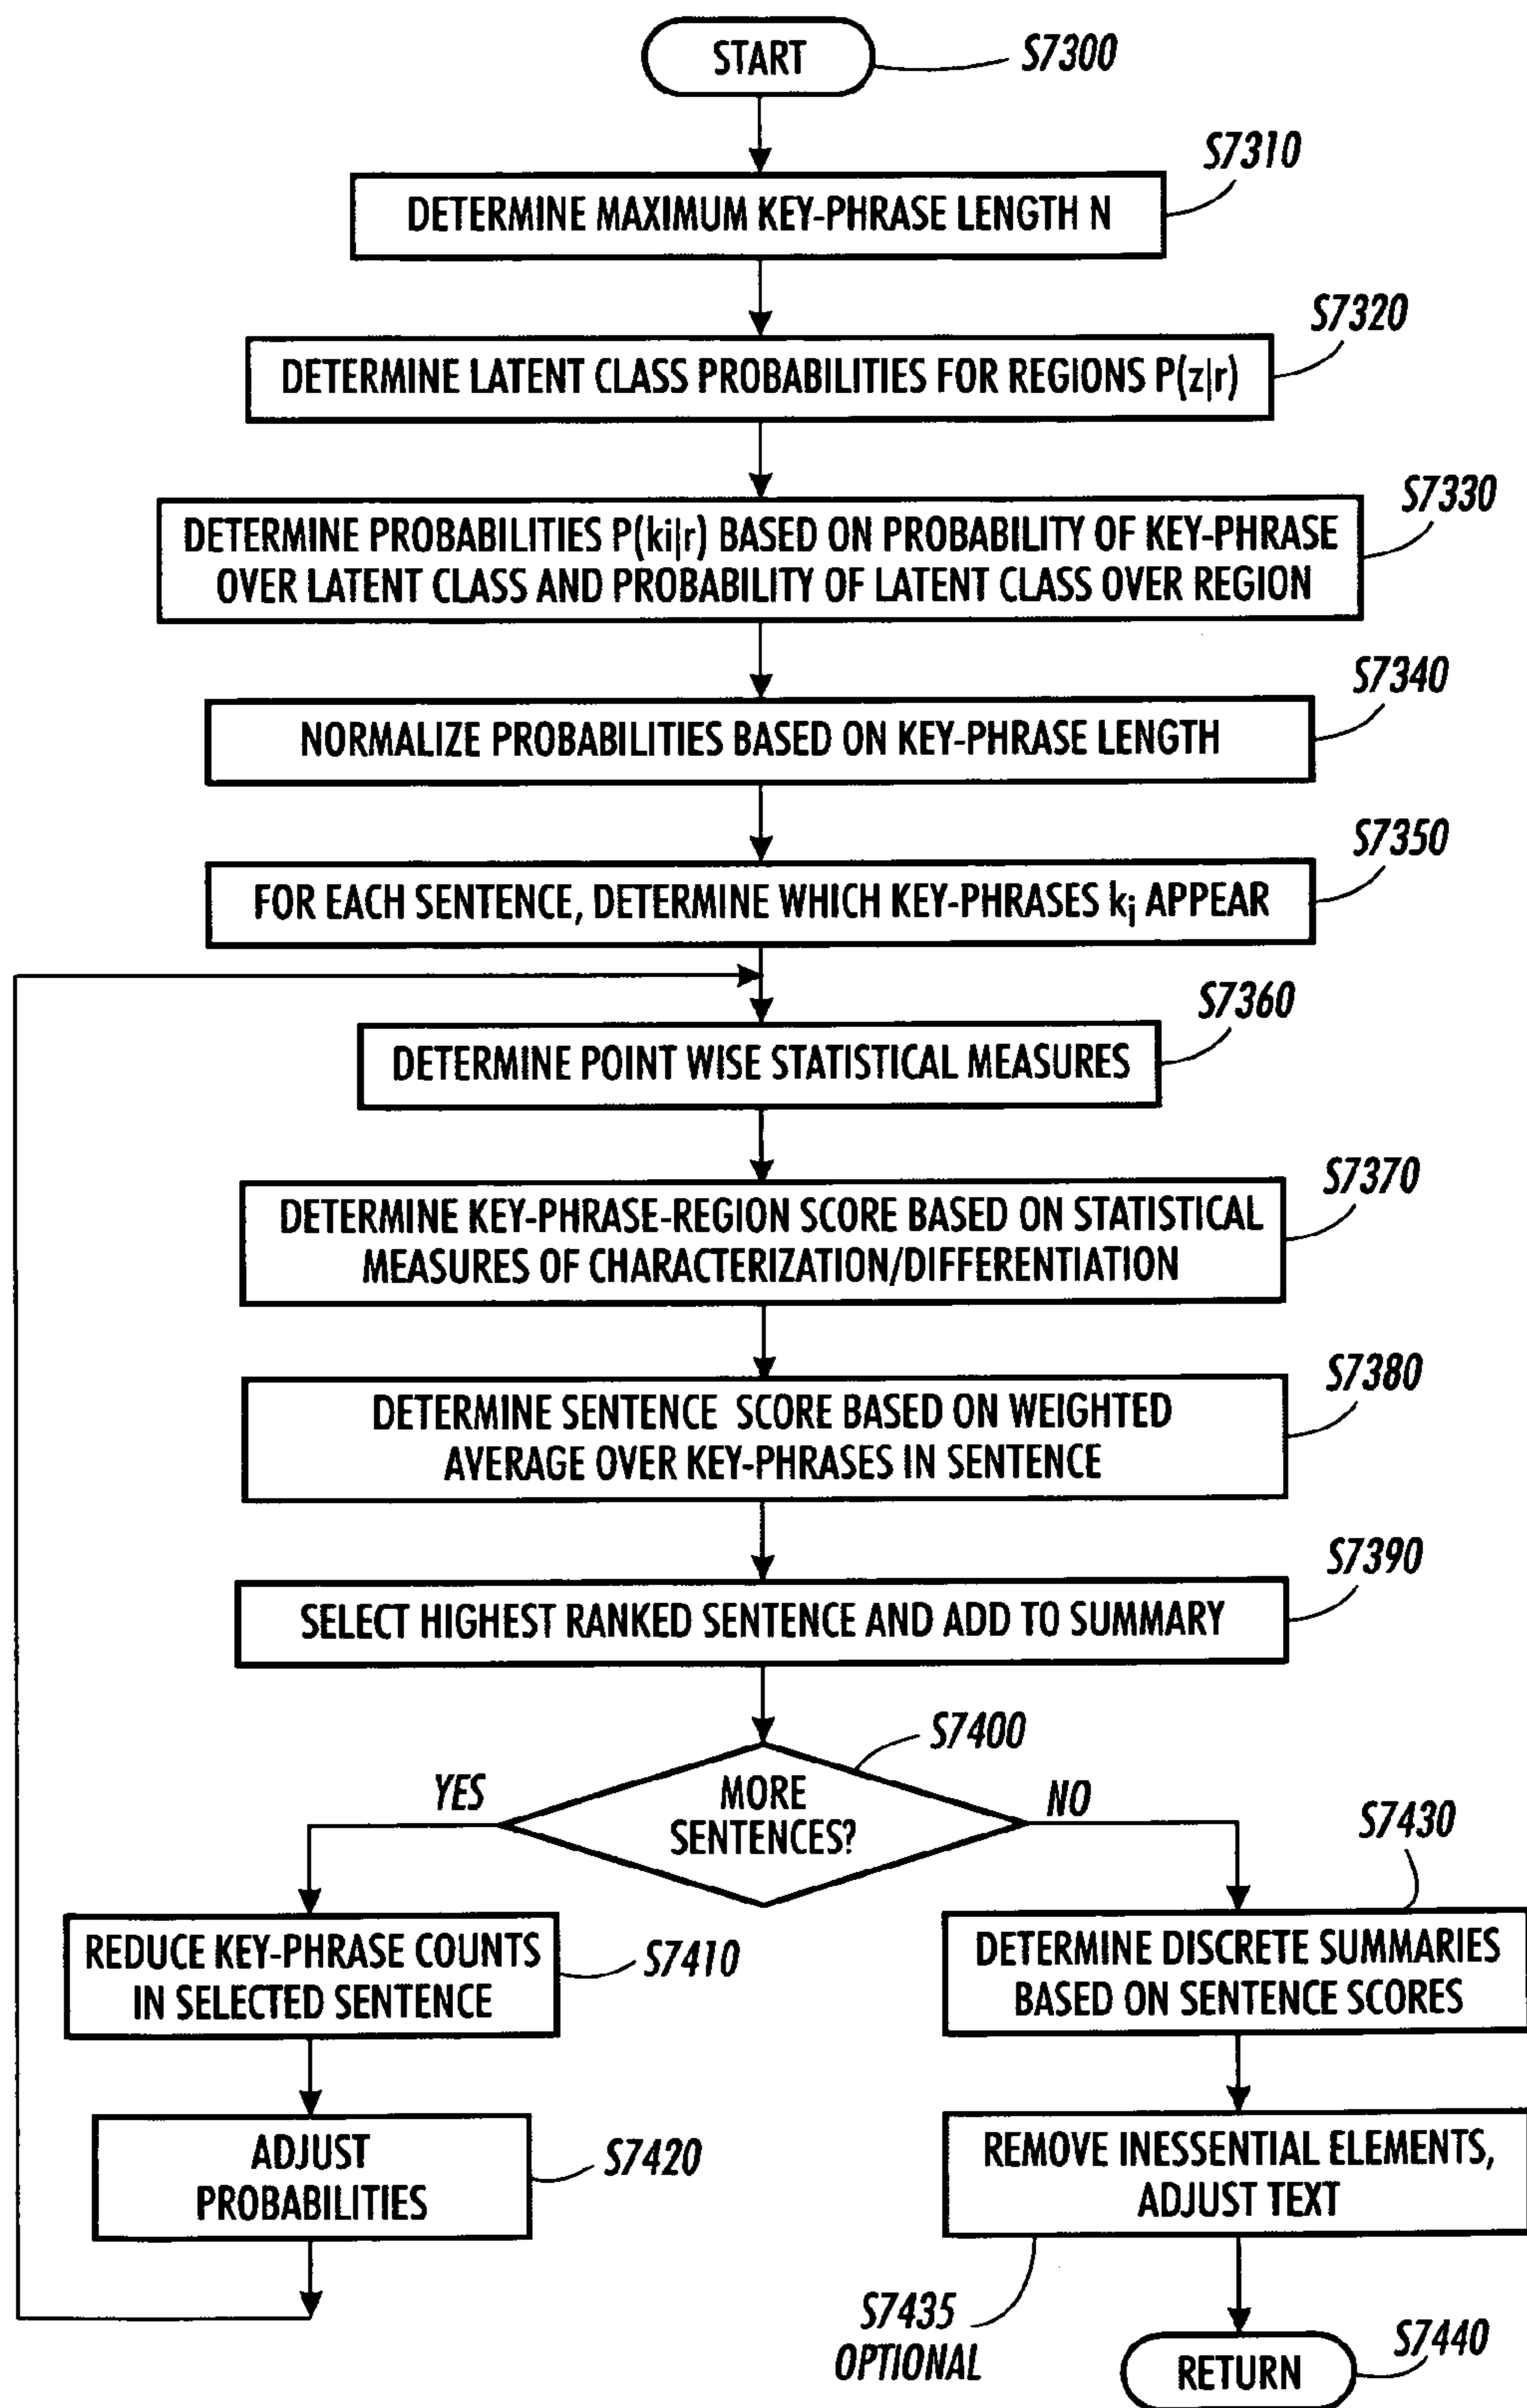 START
S7300
S7310
DETERMINE MAXIMUM KEY-PHRASE LENGTH N
S7320
DETERMINE LATENT CLASS PROBABILITIES FOR REGIONS P(z|r)
S7330
DETERMINE PROBABILITIES P(ki|r) BASED ON PROBABILITY OF KEY-PHRASE
OVER LATENT CLASS AND PROBABILITY OF LATENT CLASS OVER REGION
S7340
NORMALIZE PROBABILITIES BASED ON KEY-PHRASE LENGTH
S7350
FOR EACH SENTENCE, DETERMINE WHICH KEY-PHRASES kj APPEAR
S7360
DETERMINE POINT WISE STATISTICAL MEASURES
S7370
DETERMINE KEY-PHRASE-REGION SCORE BASED ON STATISTICAL
MEASURES OF CHARACTERIZATION/DIFFERENTIATION
S7380
DETERMINE SENTENCE SCORE BASED ON WEIGHTED
AVERAGE OVER KEY-PHRASES IN SENTENCE
S7390
SELECT HIGHEST RANKED SENTENCE AND ADD TO SUMMARY
S7400
YES
MORE
SENTENCES?
NO
S7430
REDUCE KEY-PHRASE COUNTS
IN SELECTED SENTENCE
S7410
DETERMINE DISCRETE SUMMARIES
BASED ON SENTENCE SCORES
ADJUST
PROBABILITIES
S7420
REMOVE INESSENTIAL ELEMENTS,
ADJUST TEXT
S7435
OPTIONAL
RETURN
S7440